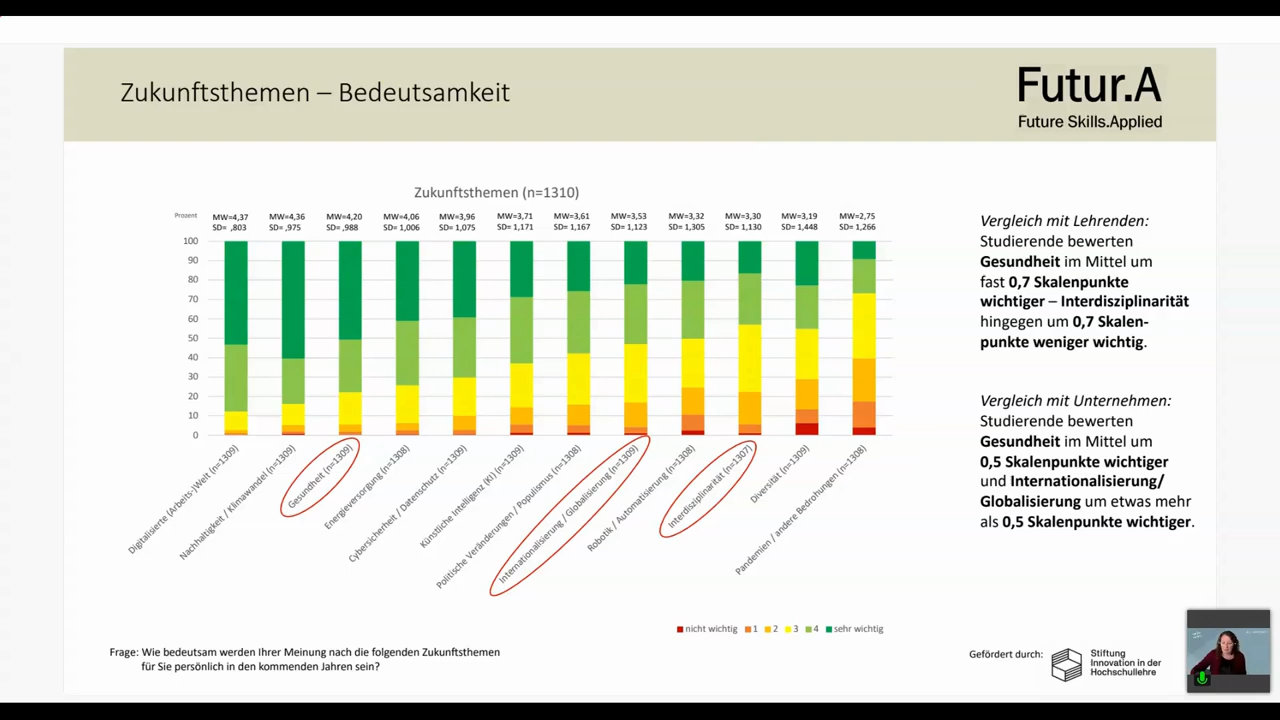 Zukunftsthemen – Bedeutsamkeit
Futur.A
Future Skills.Applied
Zukunftsthemen (n=1310)
Prozent
MW=4,37 MW=4,36 MW=4,20 MW=4,06 MW=3,96 MW=3,71 MW=3,61 MW=3,53 MW=3,32 MW=3,30 MW=3,19 MW=2,75
SD= ,803 SD= ,975 SD= ,988 SD= 1,006 SD= 1,075 SD= 1,171 SD= 1,167 SD= 1,123 SD= 1,305 SD= 1,130 SD= 1,448 SD= 1,266
100
90
80
70
60
50
40
30
20
10
0
Digitalisierte (Arbeits-)Welt (n=1309)
Nachhaltigkeit / Klimawandel (n=1309)
Gesundheit (n=1309)
Energieversorgung (n=1308)
Cybersicherheit / Datenschutz (n=1309)
Künstliche Intelligenz (KI) (n=1309)
Politische Veränderungen / Populismus (n=1308)
Internationalisierung / Globalisierung (n=1309)
Robotik / Automatisierung (n=1308)
Interdisziplinarität (n=1307)
Diversität (n=1309)
Pandemien / andere Bedrohungen (n=1308)
nicht wichtig 1 2 3 4 sehr wichtig
Vergleich mit Lehrenden:
Studierende bewerten
Gesundheit im Mittel um
fast 0,7 Skalenpunkte
wichtiger – Interdisziplinarität
hingegen um 0,7 Skalen-
punkte weniger wichtig.
Vergleich mit Unternehmen:
Studierende bewerten
Gesundheit im Mittel um
0,5 Skalenpunkte wichtiger
und Internationalisierung/
Globalisierung um etwas mehr
als 0,5 Skalenpunkte wichtiger.
Frage: Wie bedeutsam werden Ihrer Meinung nach die folgenden Zukunftsthemen
für Sie persönlich in den kommenden Jahren sein?
Gefördert durch:
Stiftung
Innovation in der
Hochschullehre